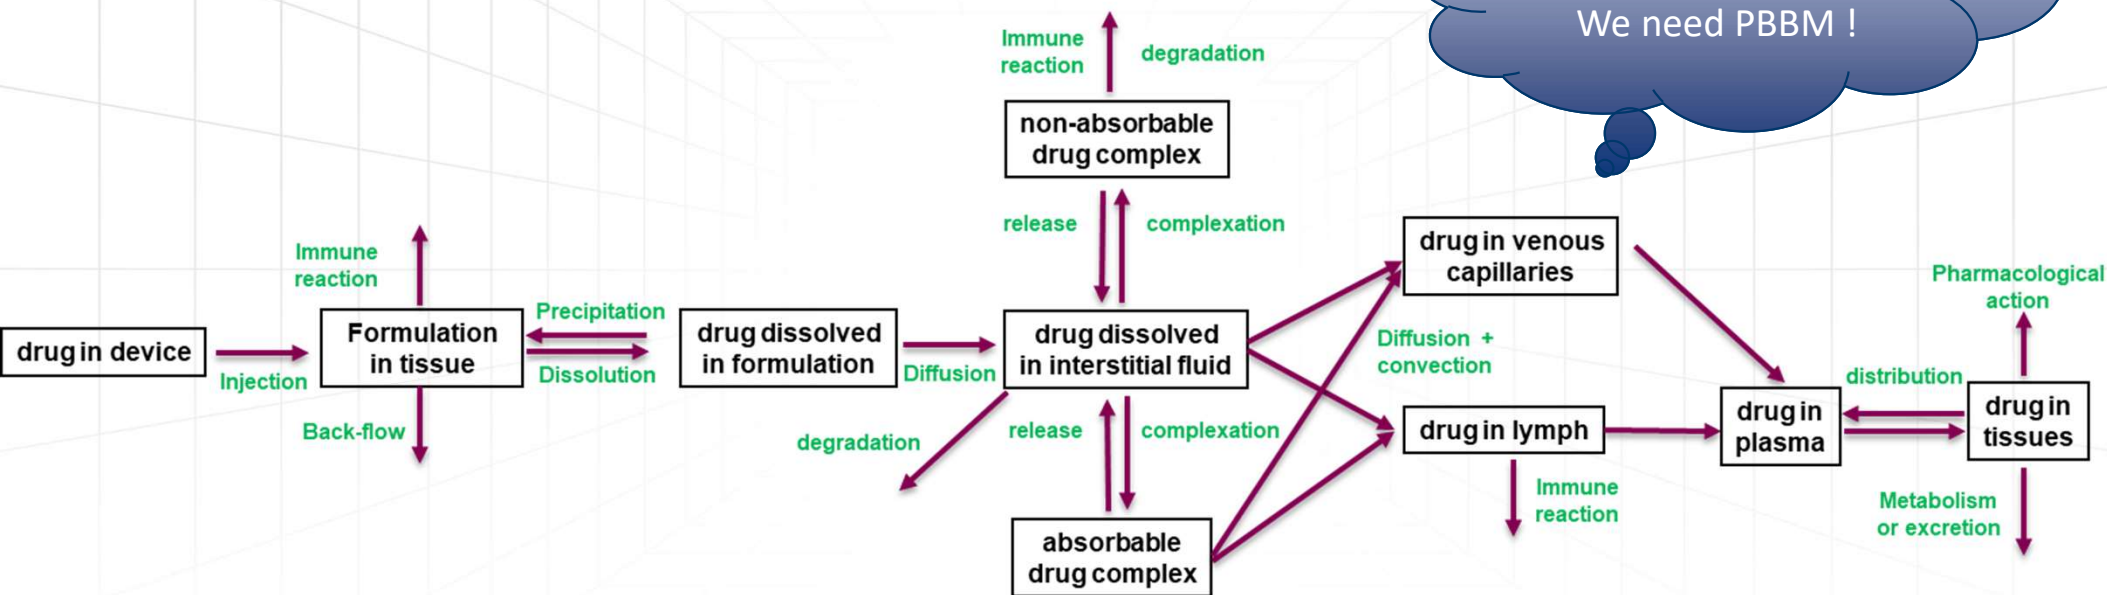 We need PBBM !
Immune
reaction
degradation
non-absorbable
drug complex
release
complexation
drug in venous
capillaries
Pharmacological
action
Immune
reaction
Precipitation
drug in device
Injection
Formulation
in tissue
Dissolution
drug dissolved
in formulation
Diffusion
drug dissolved
in interstitial fluid
Diffusion +
convection
distribution
Back-flow
degradation
release
complexation
drug in lymph
drug in
plasma
drug in
tissues
Immune
reaction
Metabolism
or excretion
absorbable
drug complex